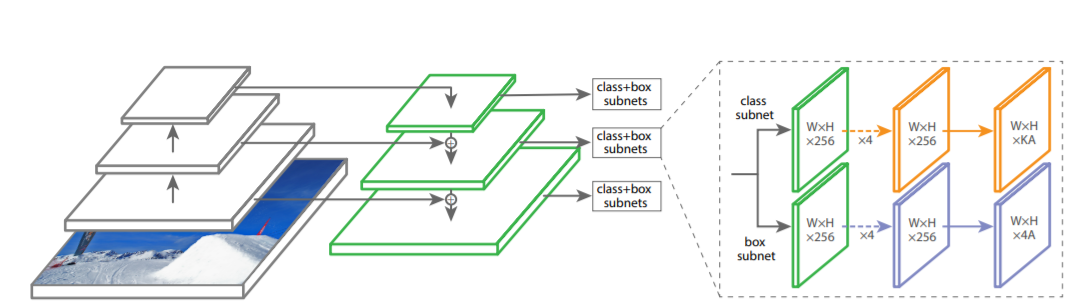 class+box
subnets
class+box
subnets
class+box
subnets
class
subnet
W×H
×256
×4
W×H
×256
W×H
×KA
box
subnet
W×H
×256
×4
W×H
×256
W×H
×4A